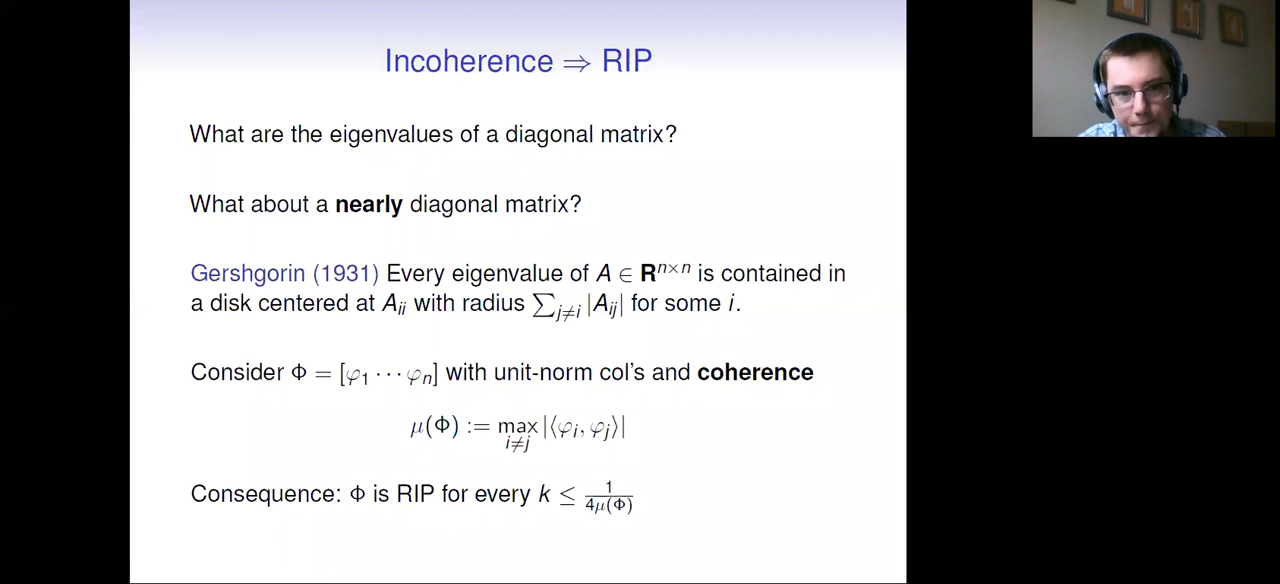 Incoherence ⇒ RIP
What are the eigenvalues of a diagonal matrix?
What about a nearly diagonal matrix?
Gershgorin (1931) Every eigenvalue of A ∈ R^{n×n} is contained in
a disk centered at A_{ii} with radius ∑_{j≠i} |A_{ij}| for some i.
Consider Φ = [φ_1 ⋯ φ_n] with unit-norm col's and coherence
μ(Φ) := max_{i≠j} |⟨φ_i, φ_j⟩|
Consequence: Φ is RIP for every k ≤ \frac{1}{4μ(Φ)}